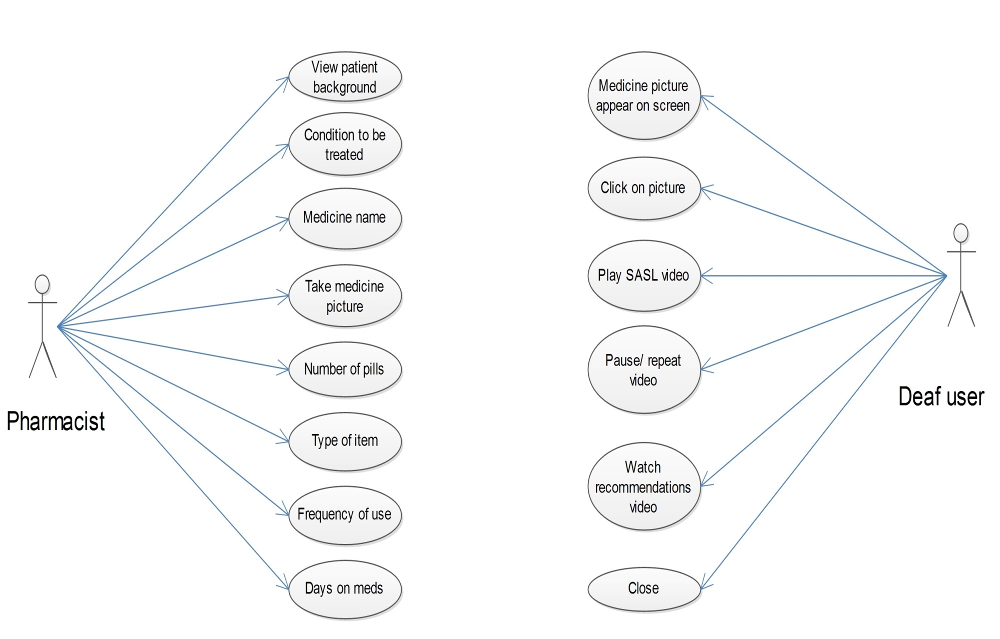 View patient
background
Condition to be
treated
Medicine name
Take medicine
picture
Number of pills
Type of item
Frequency of use
Days on meds
Pharmacist
Medicine picture
appear on screen
Click on picture
Play SASL video
Pause/ repeat
video
Watch
recommendations
video
Close
Deaf user